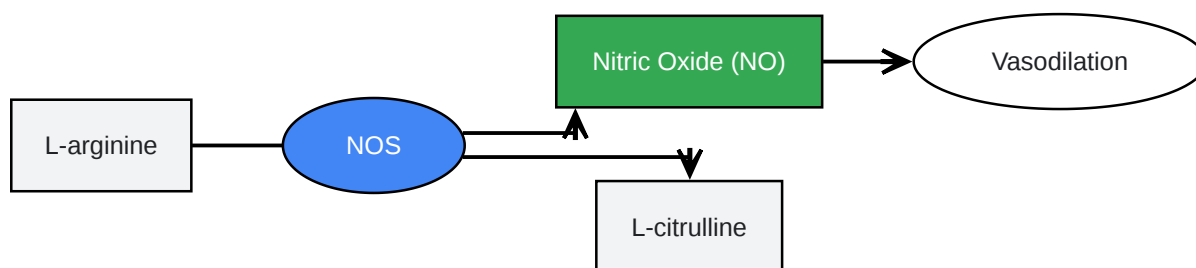 Nitric Oxide (NO)
Vasodilation
L-arginine
NOS
L-citrulline